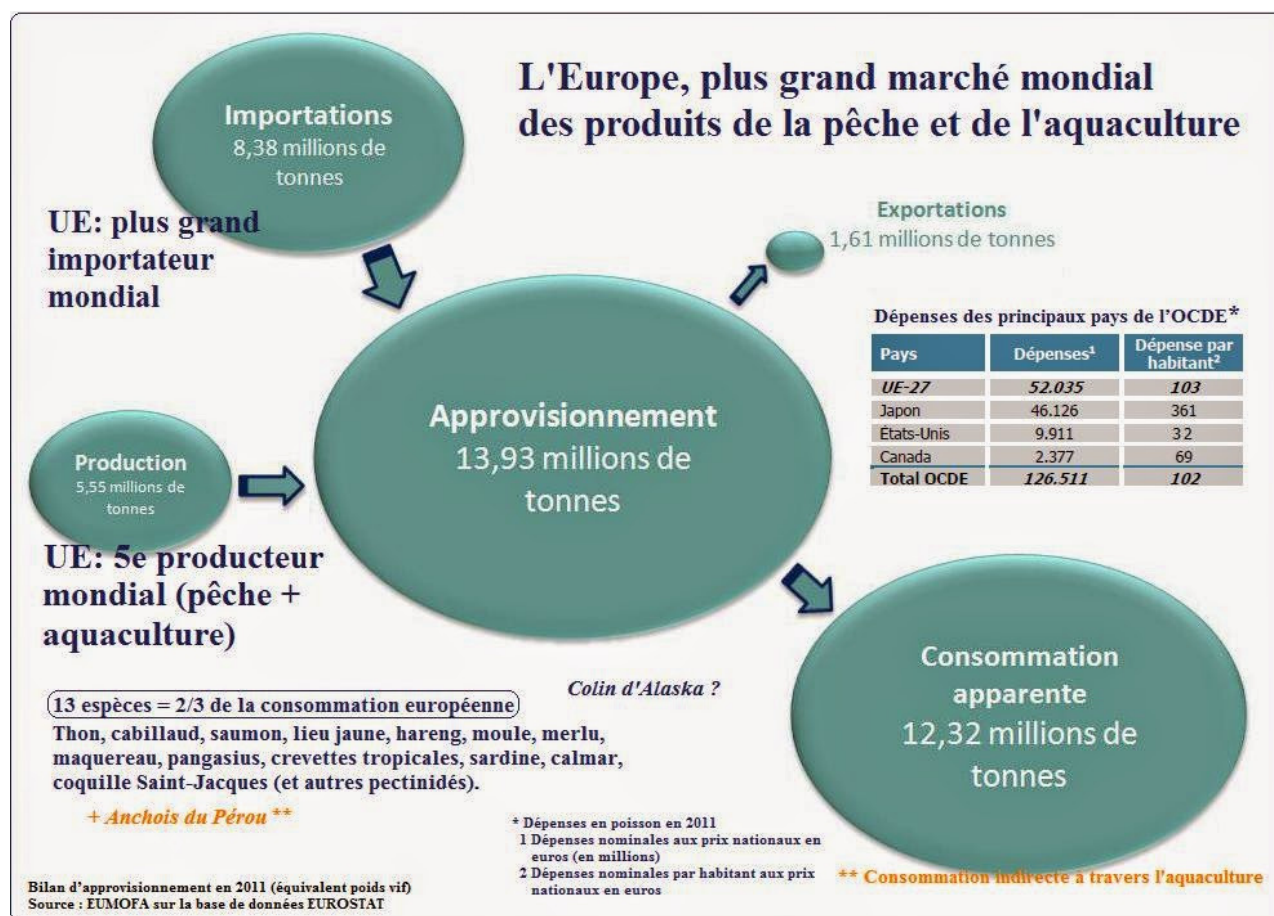 L'Europe, plus grand marché mondial
des produits de la pêche et de l'aquaculture
Importations
8,38 millions de
tonnes
UE: plus grand
importateur
mondial
Exportations
1,61 millions de tonnes
Approvisionnement
13,93 millions de
tonnes
Production
5,55 millions de
tonnes
UE: 5e producteur
mondial (pêche +
aquaculture)
Dépenses des principaux pays de l'OCDE*
Pays Dépenses¹ Dépense par
habitant²
UE-27 52.035 103
Japon 46.126 361
États-Unis 9.911 32
Canada 2.377 69
Total OCDE 126.511 102
Consommation
apparente
12,32 millions de
tonnes
Colin d'Alaska ?
13 espèces = 2/3 de la consommation européenne
Thon, cabillaud, saumon, lieu jaune, hareng, moule, merlu,
maquereau, pangasius, crevettes tropicales, sardine, calmar,
coquille Saint-Jacques (et autres pectinidés).
+ Anchois du Pérou **
* Dépenses en poisson en 2011
1 Dépenses nominales aux prix nationaux en
euros (en millions)
2 Dépenses nominales par habitant aux prix
nationaux en euros
** Consommation indirecte à travers l'aquaculture
Bilan d'approvisionnement en 2011 (équivalent poids vif)
Source : EUMOFA sur la base de données EUROSTAT